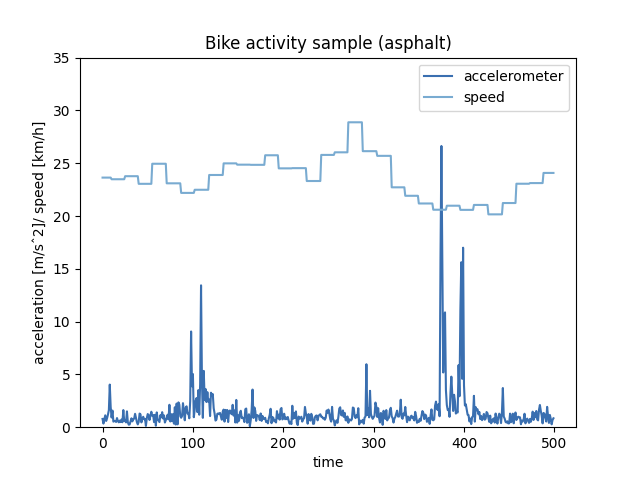 Bike activity sample (asphalt)
accelerometer
speed
acceleration [m/s^2]/ speed [km/h]
35
30
25
20
15
10
5
0
0 100 200 300 400 500
time